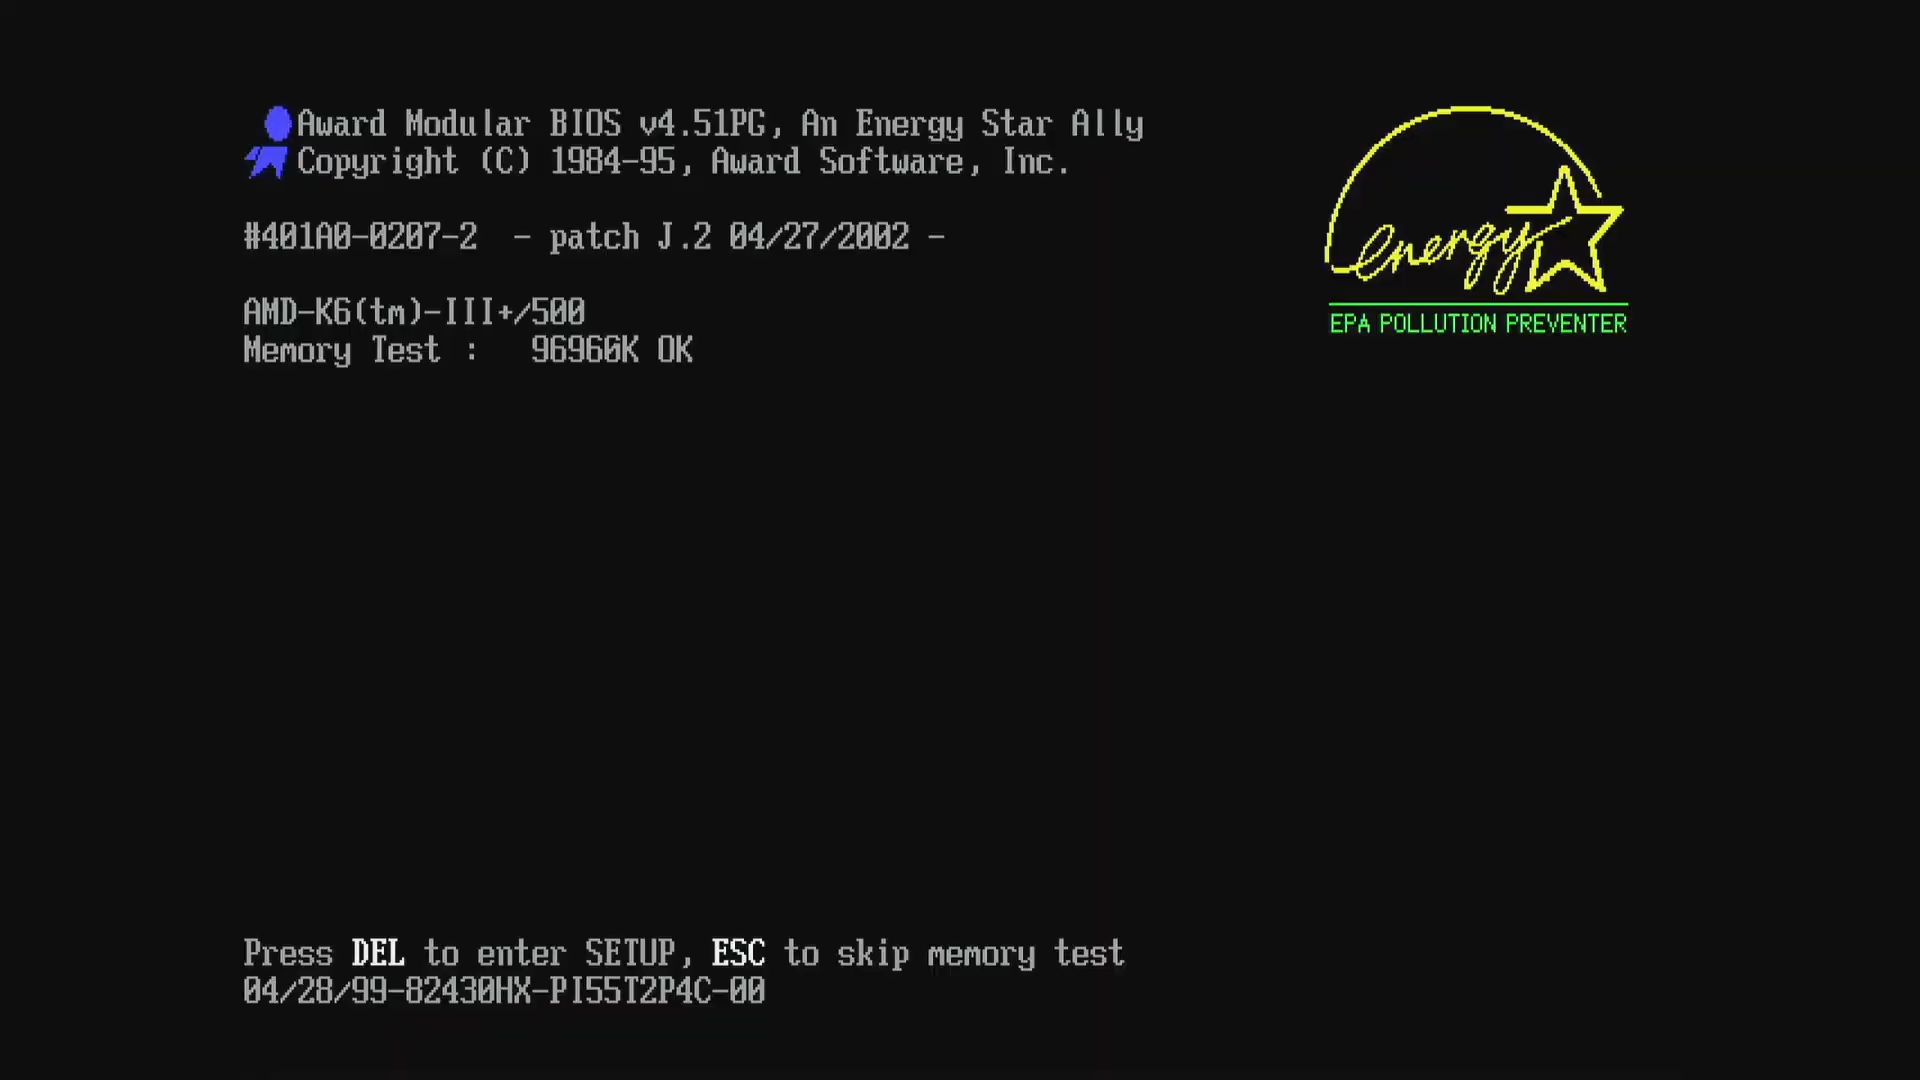 Award Modular BIOS v4.51PG, An Energy Star Ally
Copyright (C) 1984-95, Award Software, Inc.
#401A0-0207-2  - patch J.2 04/27/2002 -
AMD-K6(tm)-III+/500
Memory Test :   96960K OK
energy
EPA POLLUTION PREVENTER
Press DEL to enter SETUP, ESC to skip memory test
04/28/99-82430HX-PI55T2P4C-00